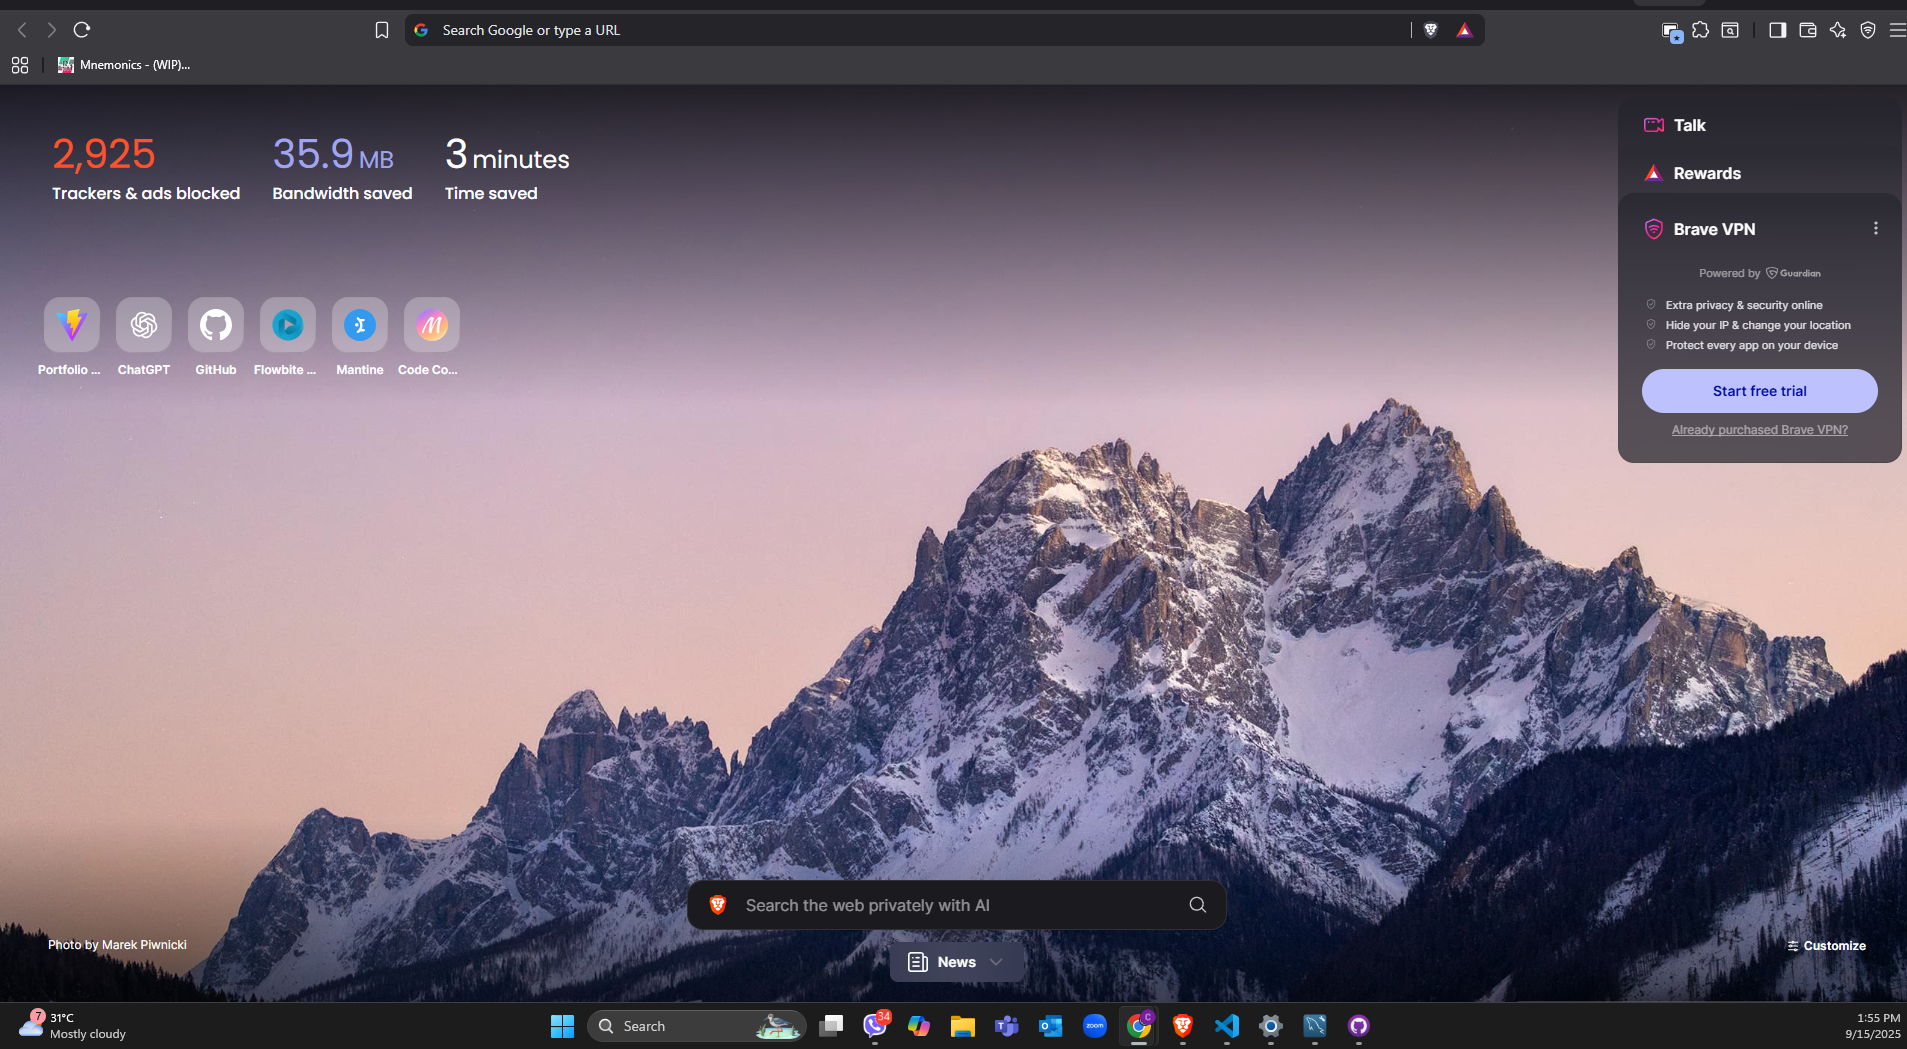 Search Google or type a URL
Mnemonics - (WIP)...
2,925
Trackers & ads blocked
35.9 MB
Bandwidth saved
3 minutes
Time saved
Talk
Rewards
Brave VPN
Powered by Guardian
Extra privacy & security online
Hide your IP & change your location
Protect every app on your device
Start free trial
Already purchased Brave VPN?
Portfolio ...
ChatGPT
GitHub
Flowbite ...
Mantine
Code Co...
Search the web privately with AI
Photo by Marek Piwnicki
News
Customize
7
31°C
Mostly cloudy
Search
34
zoom
C
1:55 PM
9/15/2025